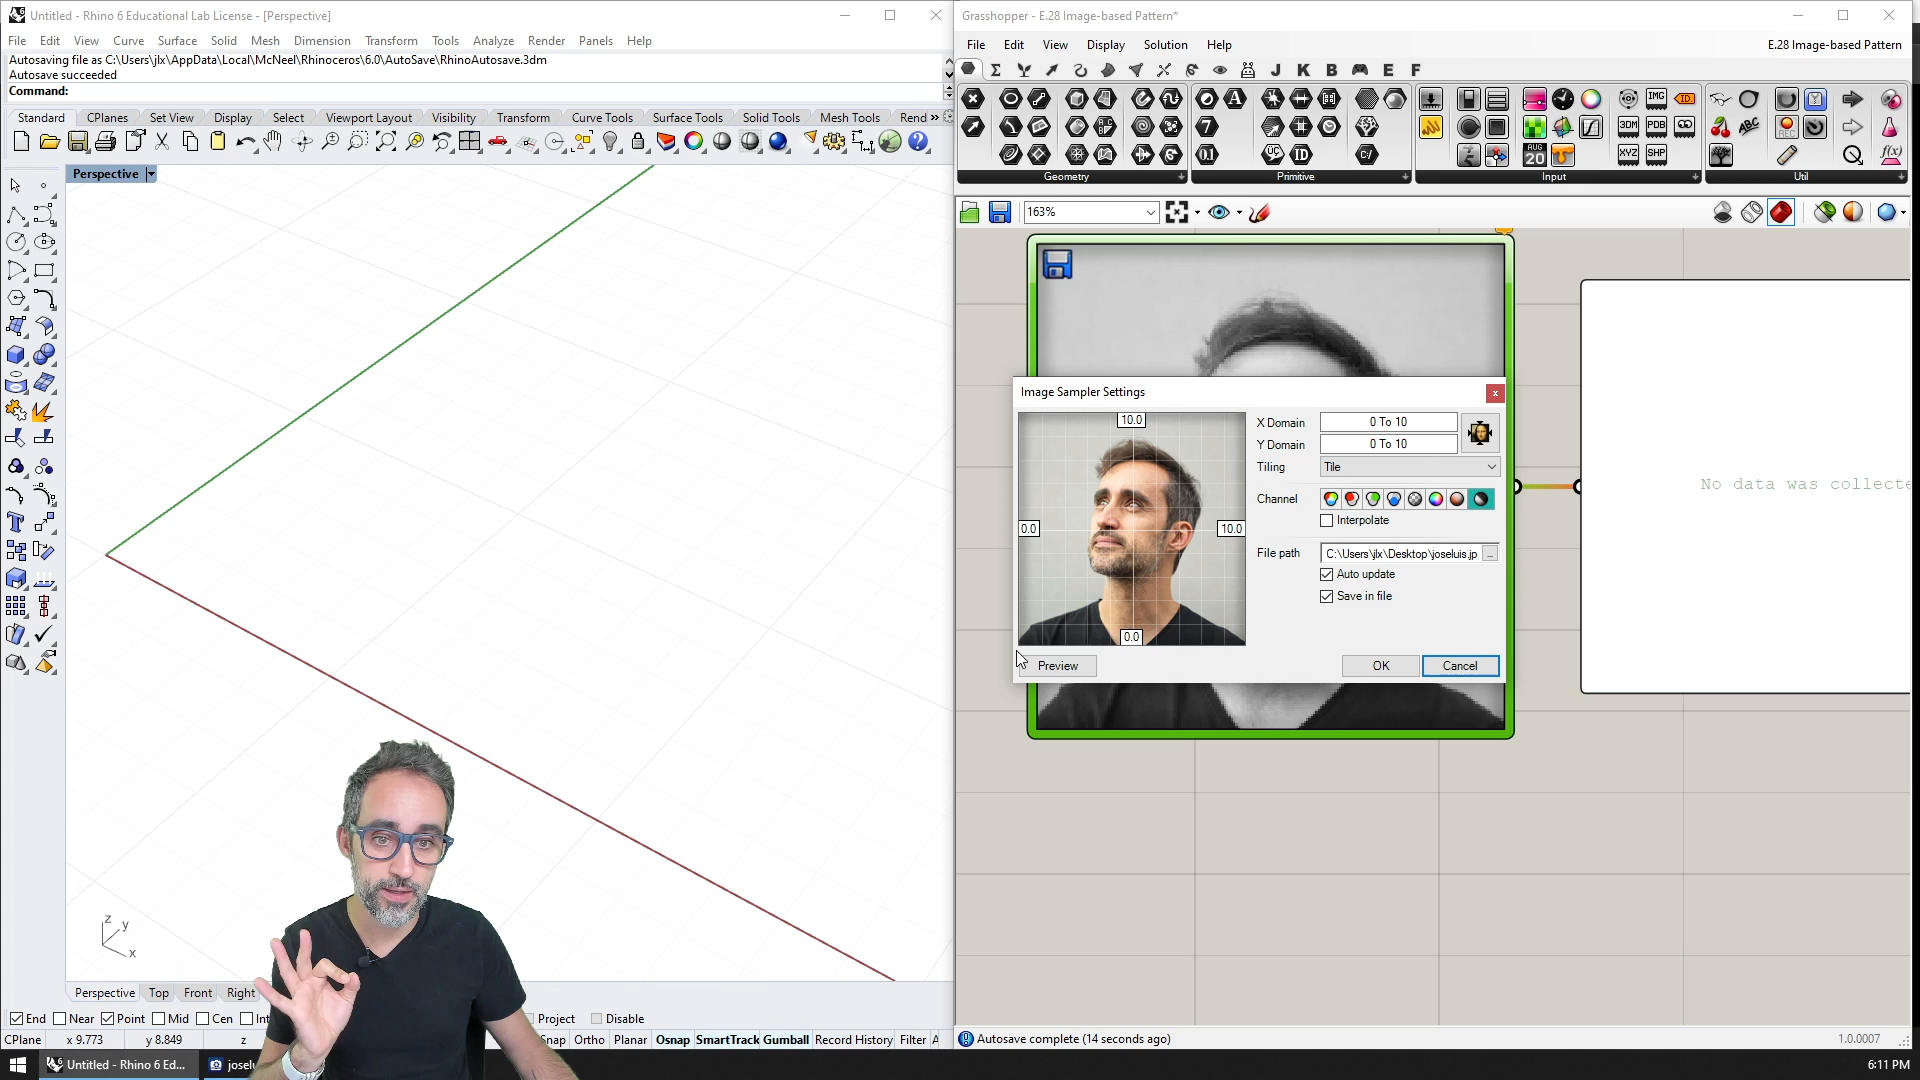 Untitled - Rhino 6 Educational Lab License - [Perspective]
File Edit View Curve Surface Solid Mesh Dimension Transform Tools Analyze Render Panels Help
Autosaving file as C:\Users\jlx\AppData\Local\McNeel\Rhinoceros\6.0\AutoSave\RhinoAutosave.3dm
Autosave succeeded
Command:
Standard CPlanes Set View Display Select Viewport Layout Visibility Transform Curve Tools Surface Tools Solid Tools Mesh Tools Rend »
Perspective
z y
x
Perspective Top Front Right
End Near Point Mid Cen Int Project Disable
CPlane x 9.773 y 8.849 z Snap Ortho Planar Osnap SmartTrack Gumball Record History Filter A
Untitled - Rhino 6 Ed... joselu
Grasshopper - E.28 Image-based Pattern*
File Edit View Display Solution Help E.28 Image-based Pattern
J K B E F
Geometry Primitive Input Util
163%
Image Sampler Settings
10.0
0.0
10.0
0.0
X Domain 0 To 10
Y Domain 0 To 10
Tiling Tile
Channel
Interpolate
File path C:\Users\jlx\Desktop\joseluis.jp ...
Auto update
Save in file
Preview OK Cancel
No data was collecte
Autosave complete (14 seconds ago) 1.0.0007
6:11 PM